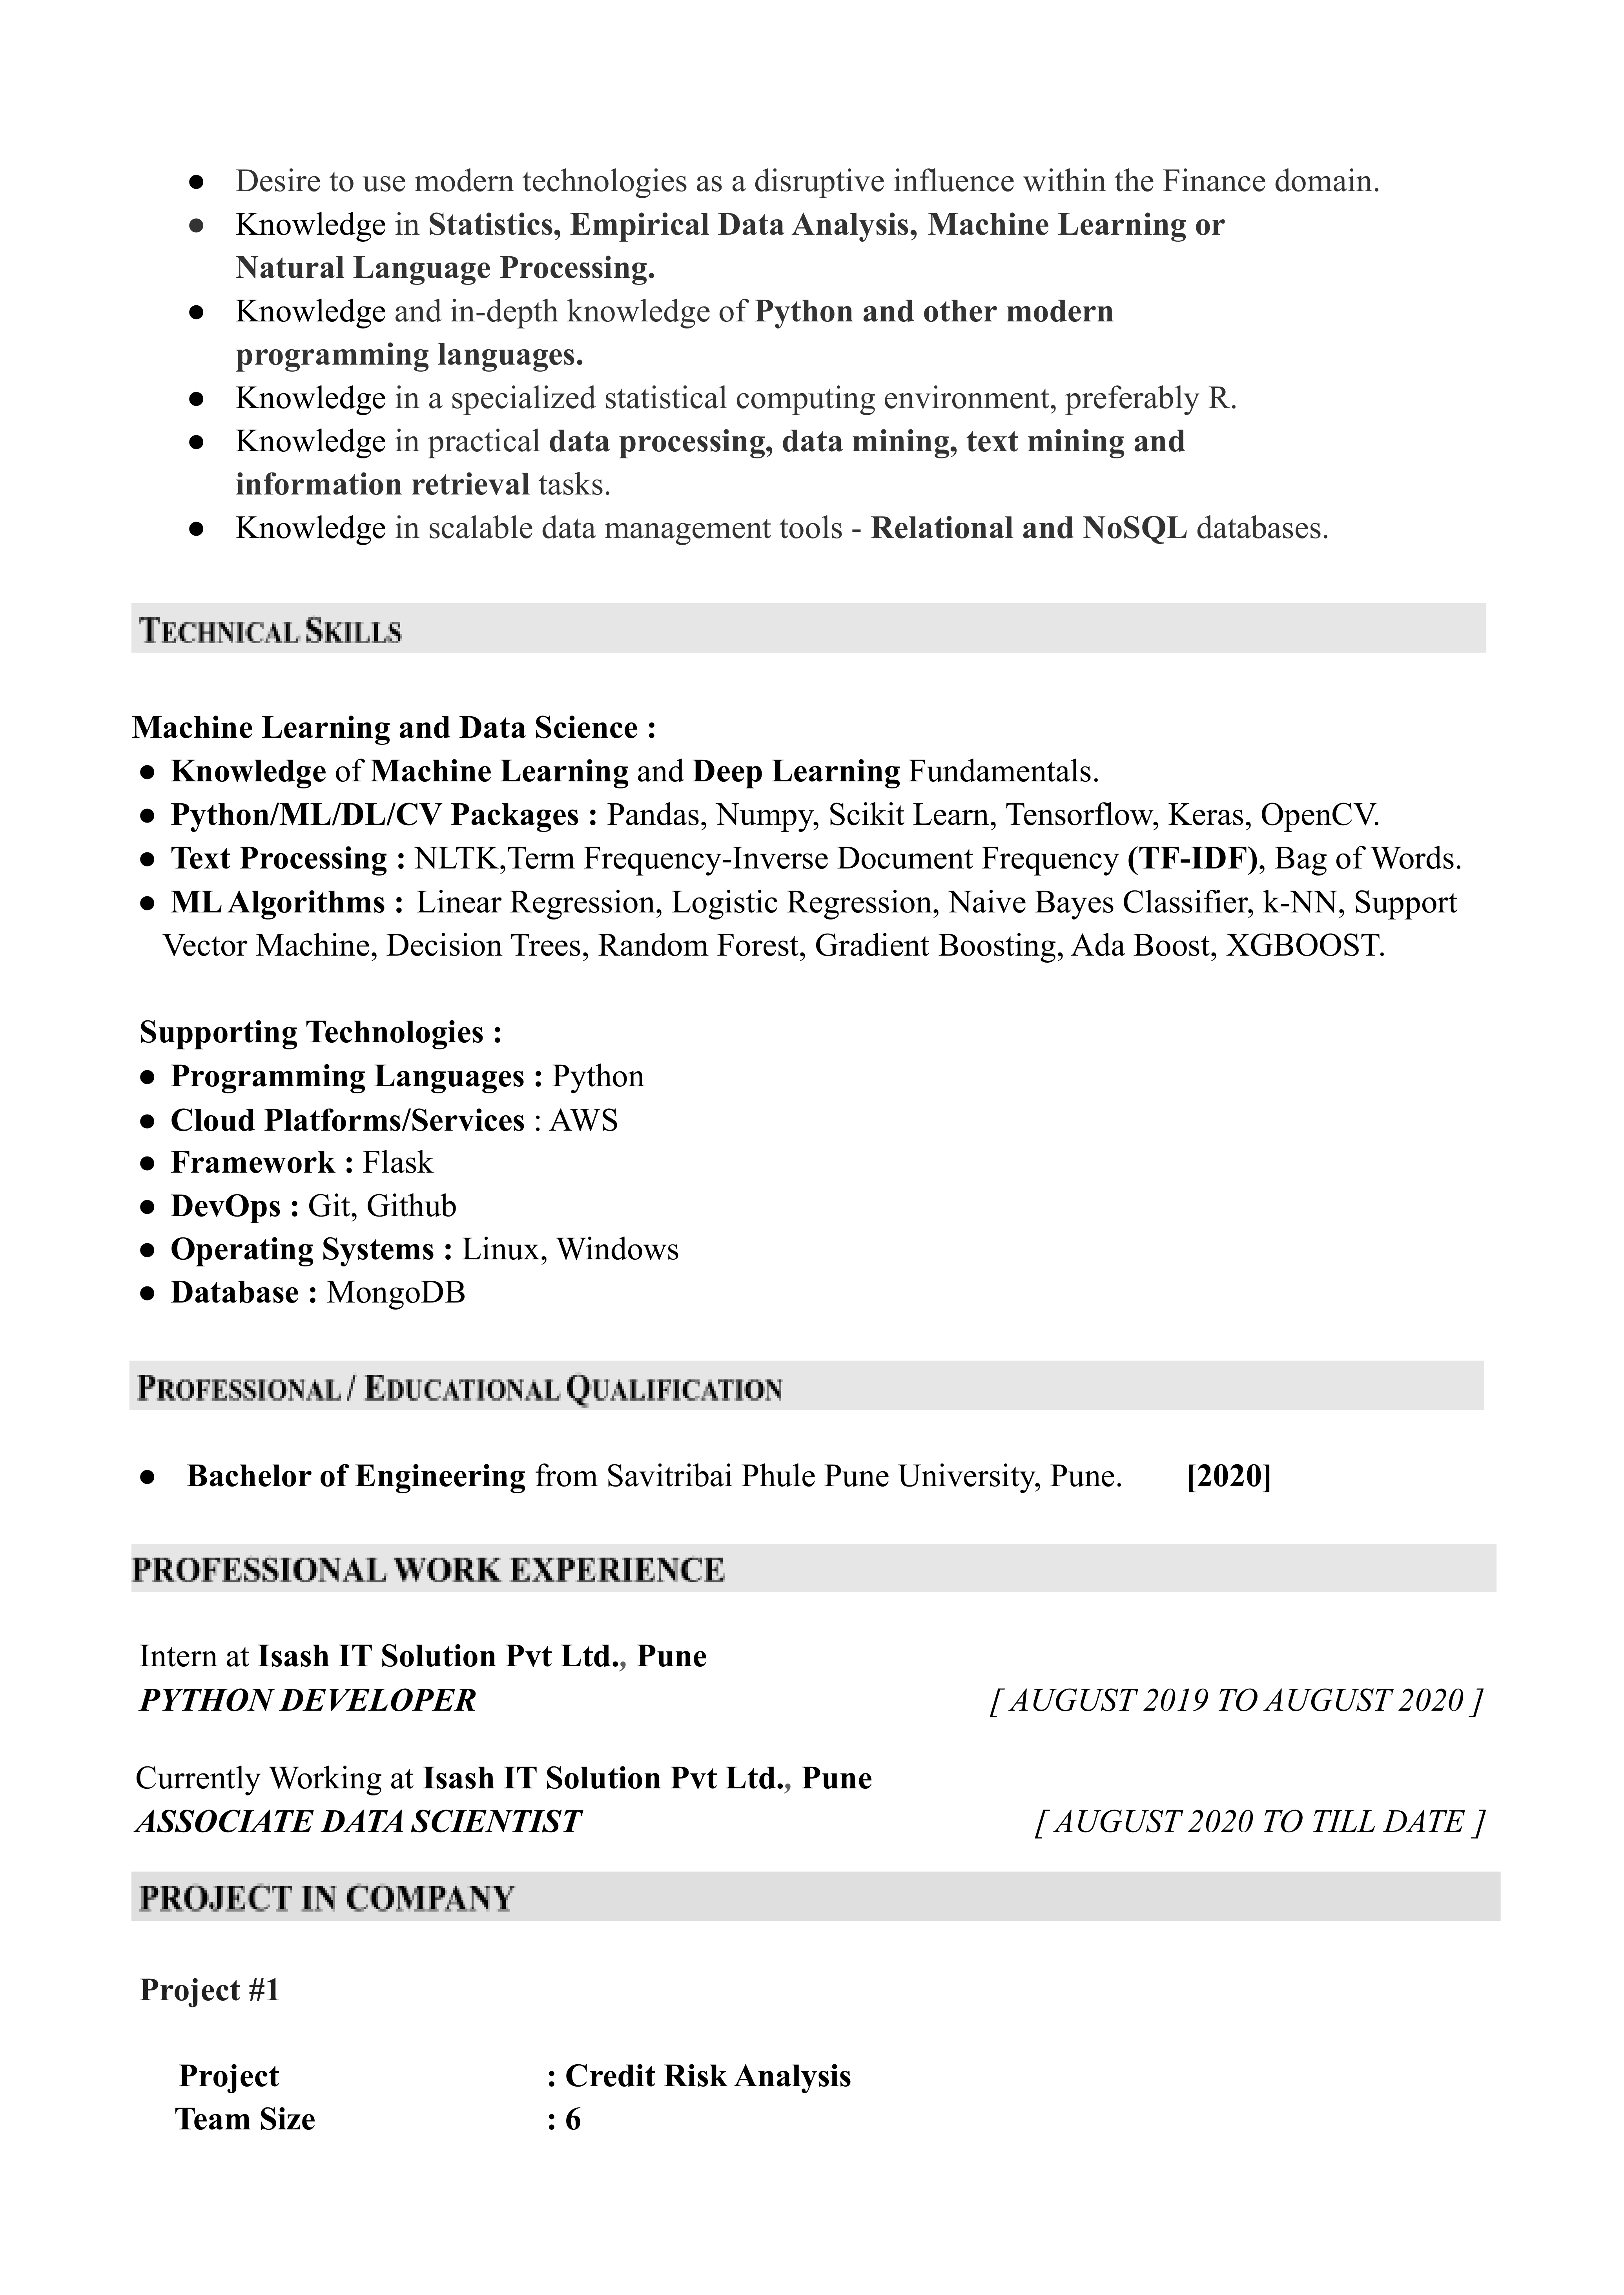 ● Desire to use modern technologies as a disruptive influence within the Finance domain.
● Knowledge in Statistics, Empirical Data Analysis, Machine Learning or
Natural Language Processing.
● Knowledge and in-depth knowledge of Python and other modern
programming languages.
● Knowledge in a specialized statistical computing environment, preferably R.
● Knowledge in practical data processing, data mining, text mining and
information retrieval tasks.
● Knowledge in scalable data management tools - Relational and NoSQL databases.
TECHNICAL SKILLS
Machine Learning and Data Science :
● Knowledge of Machine Learning and Deep Learning Fundamentals.
● Python/ML/DL/CV Packages : Pandas, Numpy, Scikit Learn, Tensorflow, Keras, OpenCV.
● Text Processing : NLTK,Term Frequency-Inverse Document Frequency (TF-IDF), Bag of Words.
● ML Algorithms : Linear Regression, Logistic Regression, Naive Bayes Classifier, k-NN, Support
Vector Machine, Decision Trees, Random Forest, Gradient Boosting, Ada Boost, XGBOOST.
Supporting Technologies :
● Programming Languages : Python
● Cloud Platforms/Services : AWS
● Framework : Flask
● DevOps : Git, Github
● Operating Systems : Linux, Windows
● Database : MongoDB
PROFESSIONAL / EDUCATIONAL QUALIFICATION
● Bachelor of Engineering from Savitribai Phule Pune University, Pune. [2020]
PROFESSIONAL WORK EXPERIENCE
Intern at Isash IT Solution Pvt Ltd., Pune
PYTHON DEVELOPER [ AUGUST 2019 TO AUGUST 2020 ]
Currently Working at Isash IT Solution Pvt Ltd., Pune
ASSOCIATE DATA SCIENTIST [ AUGUST 2020 TO TILL DATE ]
PROJECT IN COMPANY
Project #1
Project : Credit Risk Analysis
Team Size : 6